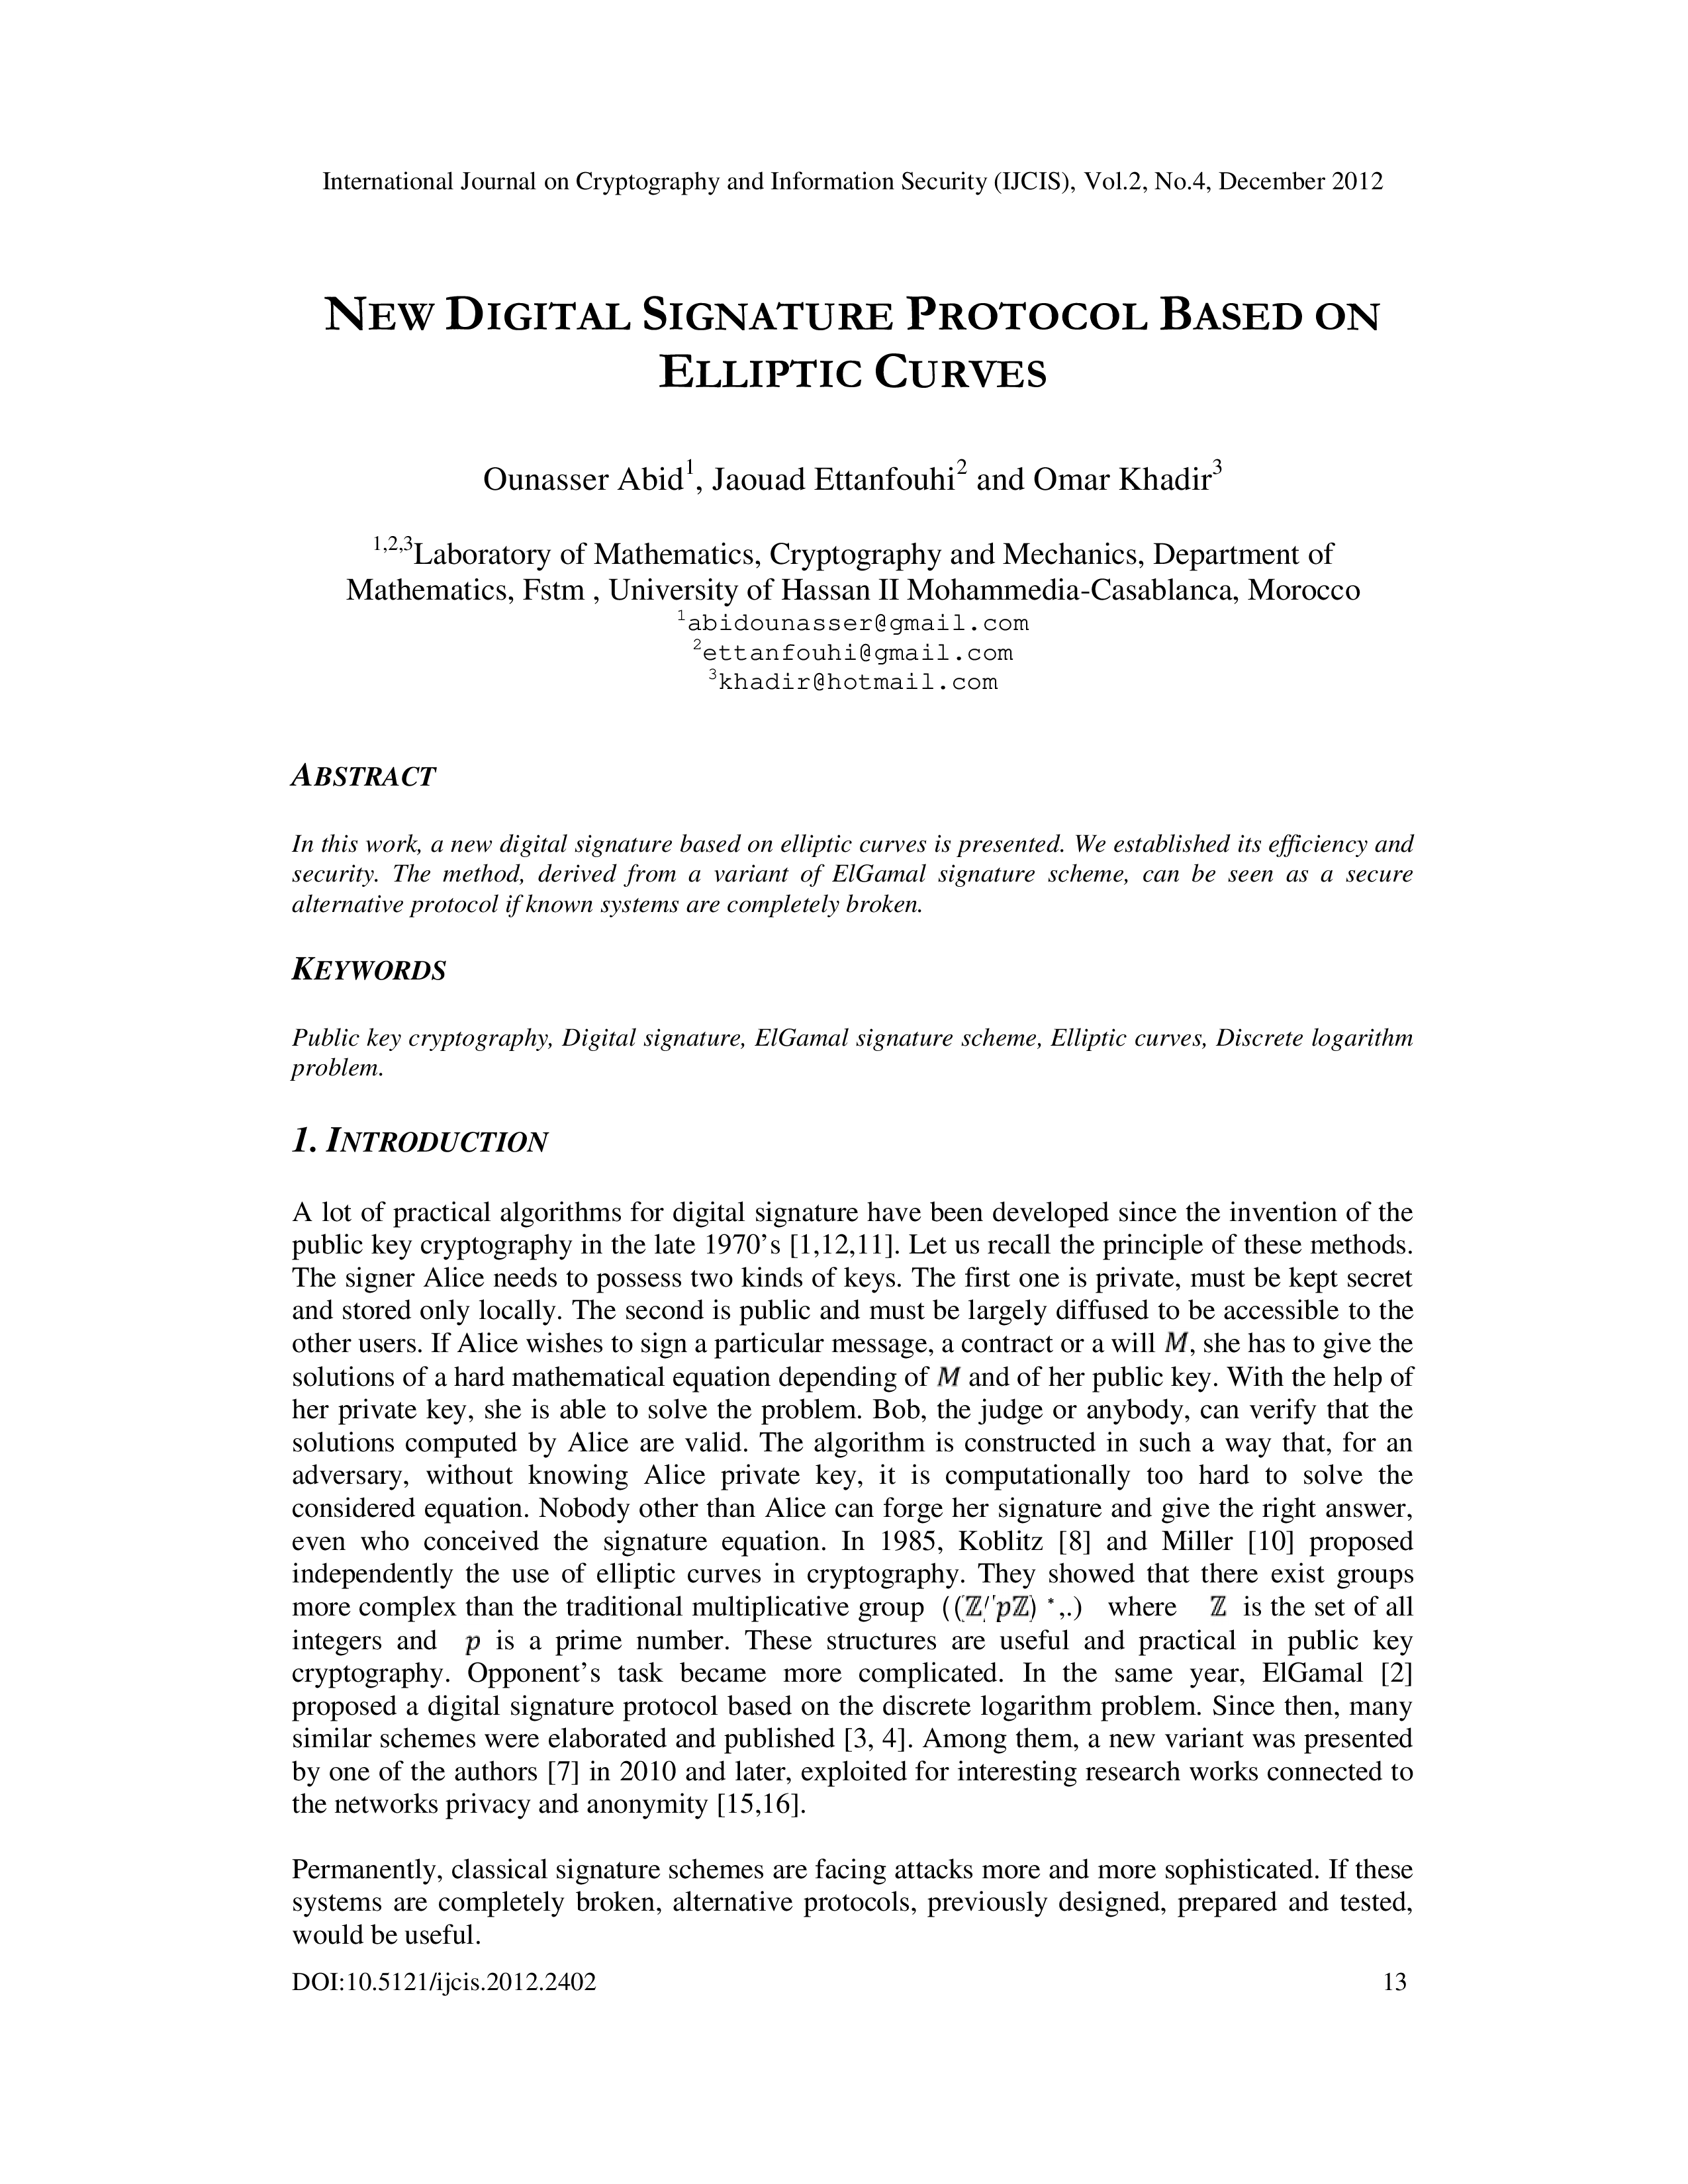 International Journal on Cryptography and Information Security (IJCIS), Vol.2, No.4, December 2012
NEW DIGITAL SIGNATURE PROTOCOL BASED ON
ELLIPTIC CURVES
Ounasser Abid1, Jaouad Ettanfouhi2 and Omar Khadir3
1,2,3Laboratory of Mathematics, Cryptography and Mechanics, Department of
Mathematics, Fstm , University of Hassan II Mohammedia-Casablanca, Morocco
1abidounasser@gmail.com
2ettanfouhi@gmail.com
3khadir@hotmail.com
ABSTRACT
In this work, a new digital signature based on elliptic curves is presented. We established its efficiency and
security. The method, derived from a variant of ElGamal signature scheme, can be seen as a secure
alternative protocol if known systems are completely broken.
KEYWORDS
Public key cryptography, Digital signature, ElGamal signature scheme, Elliptic curves, Discrete logarithm
problem.
1. INTRODUCTION
A lot of practical algorithms for digital signature have been developed since the invention of the
public key cryptography in the late 1970’s [1,12,11]. Let us recall the principle of these methods.
The signer Alice needs to possess two kinds of keys. The first one is private, must be kept secret
and stored only locally. The second is public and must be largely diffused to be accessible to the
other users. If Alice wishes to sign a particular message, a contract or a will M, she has to give the
solutions of a hard mathematical equation depending of M and of her public key. With the help of
her private key, she is able to solve the problem. Bob, the judge or anybody, can verify that the
solutions computed by Alice are valid. The algorithm is constructed in such a way that, for an
adversary, without knowing Alice private key, it is computationally too hard to solve the
considered equation. Nobody other than Alice can forge her signature and give the right answer,
even who conceived the signature equation. In 1985, Koblitz [8] and Miller [10] proposed
independently the use of elliptic curves in cryptography. They showed that there exist groups
more complex than the traditional multiplicative group ((ℤ/pℤ) *,.) where ℤ is the set of all
integers and p is a prime number. These structures are useful and practical in public key
cryptography. Opponent’s task became more complicated. In the same year, ElGamal [2]
proposed a digital signature protocol based on the discrete logarithm problem. Since then, many
similar schemes were elaborated and published [3, 4]. Among them, a new variant was presented
by one of the authors [7] in 2010 and later, exploited for interesting research works connected to
the networks privacy and anonymity [15,16].
Permanently, classical signature schemes are facing attacks more and more sophisticated. If these
systems are completely broken, alternative protocols, previously designed, prepared and tested,
would be useful.
DOI:10.5121/ijcis.2012.2402 13